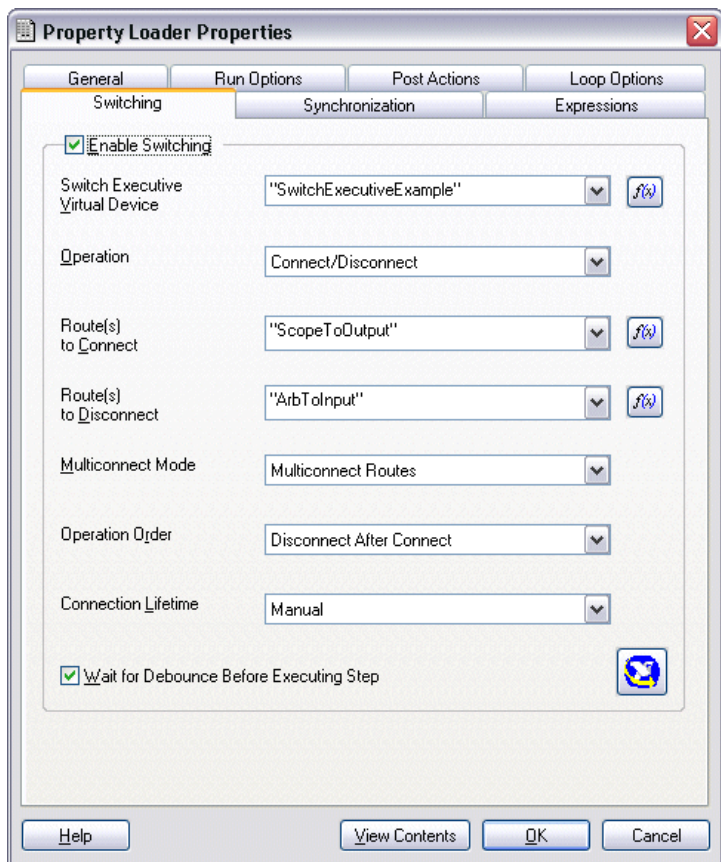 Property Loader Properties
General Run Options Post Actions Loop Options
Switching Synchronization Expressions
Enable Switching
Switch Executive
Virtual Device
"SwitchExecutiveExample"
f(x)
Operation
Connect/Disconnect
Route(s)
to Connect
"ScopeToOutput"
f(x)
Route(s)
to Disconnect
"ArbToInput"
f(x)
Multiconnect Mode
Multiconnect Routes
Operation Order
Disconnect After Connect
Connection Lifetime
Manual
Wait for Debounce Before Executing Step
Help View Contents OK Cancel